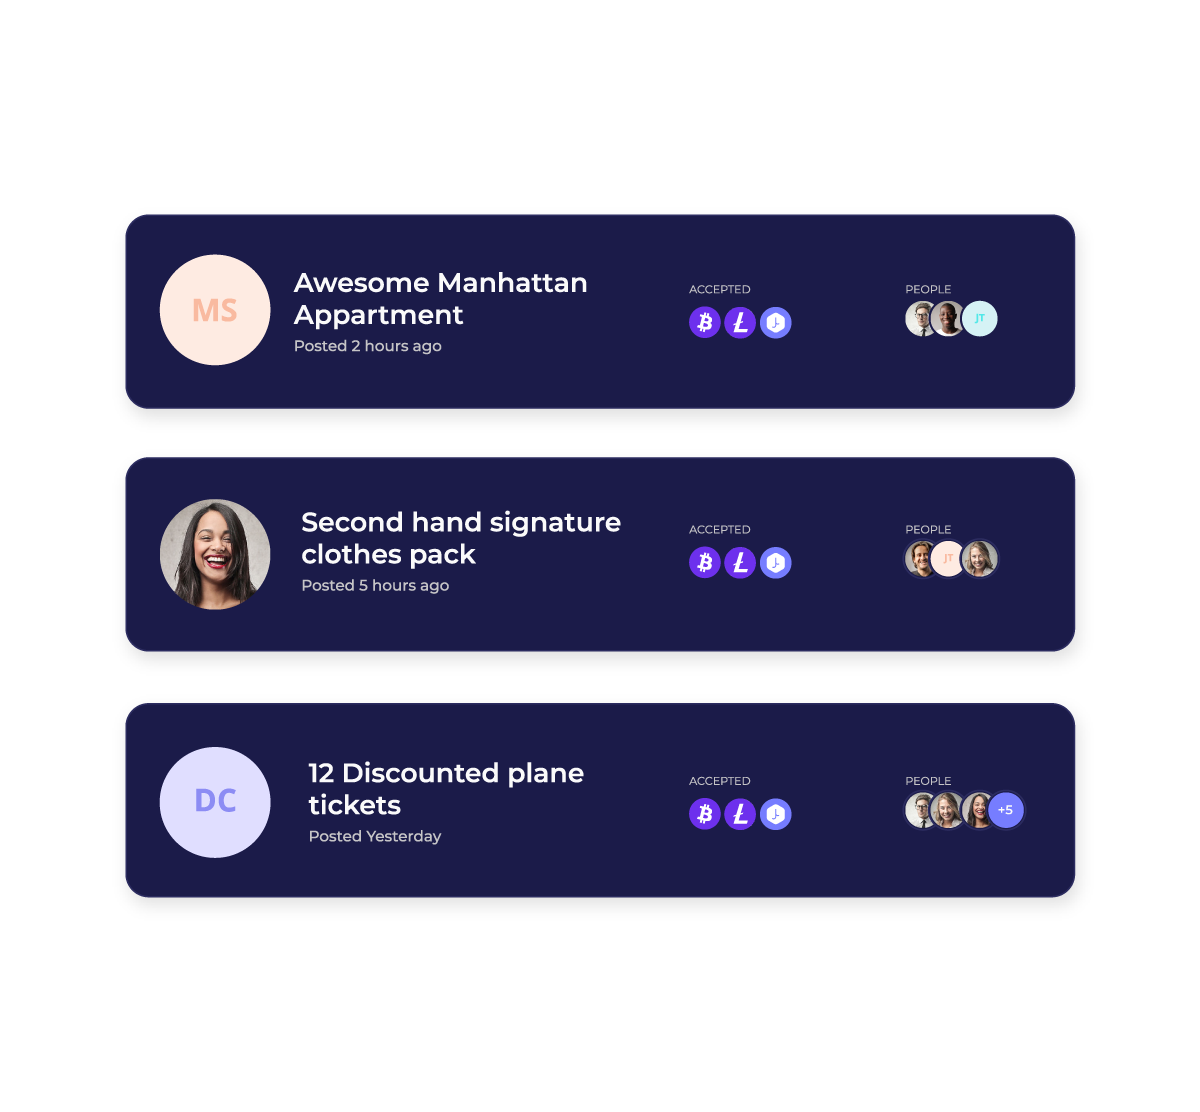 MS
Awesome Manhattan
Appartment
Posted 2 hours ago
ACCEPTED
PEOPLE
JT
Second hand signature
clothes pack
Posted 5 hours ago
ACCEPTED
PEOPLE
JT
DC
12 Discounted plane
tickets
Posted Yesterday
ACCEPTED
PEOPLE
+5